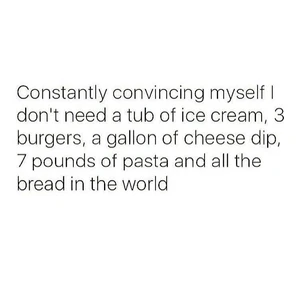 Constantly convincing myself I
don't need a tub of ice cream, 3
burgers, a gallon of cheese dip,
7 pounds of pasta and all the
bread in the world